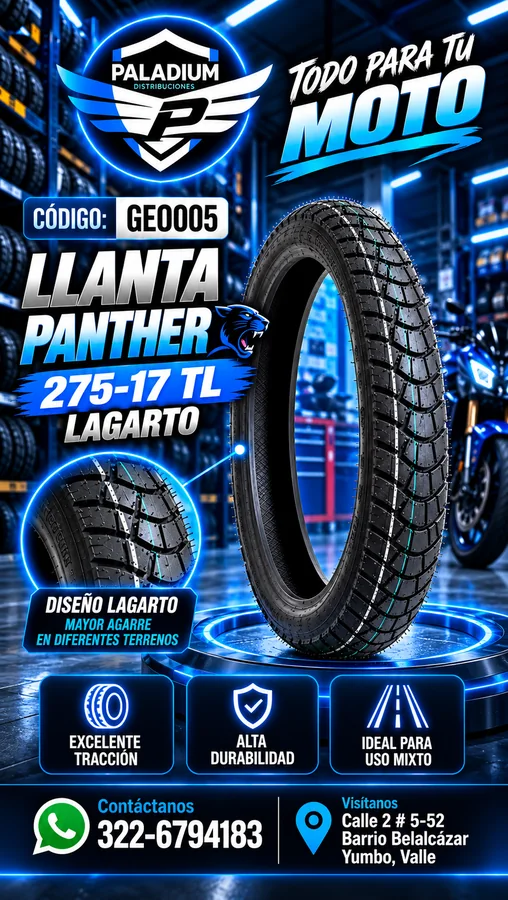 PALADIUM
DISTRIBUCIONES
P
TODO PARA TU
MOTO
CÓDIGO: GE0005
LLANTA
PANTHER
275-17 TL
LAGARTO
DISEÑO LAGARTO
MAYOR AGARRE
EN DIFERENTES TERRENOS
EXCELENTE
TRACCIÓN
ALTA
DURABILIDAD
IDEAL PARA
USO MIXTO
Contáctanos
322-6794183
Visítanos
Calle 2 # 5-52
Barrio Belalcázar
Yumbo, Valle